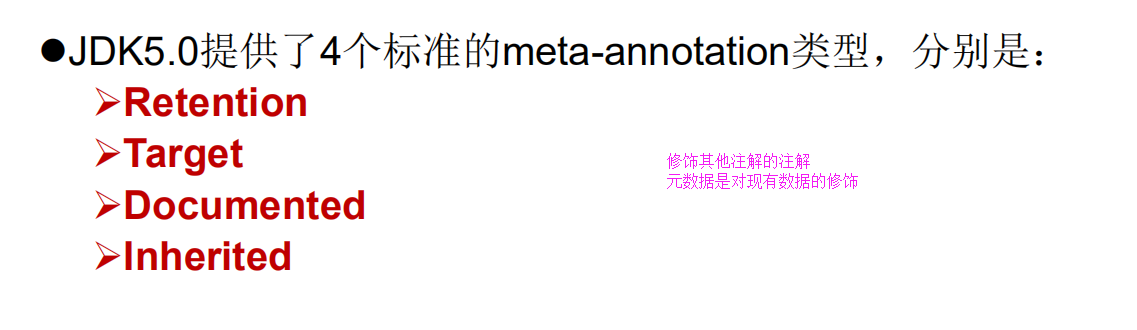 ●JDK5.0提供了4个标准的meta-annotation类型，分别是：
➢Retention
➢Target
修饰其他注解的注解
元数据是对现有数据的修饰
➢Documented
➢Inherited